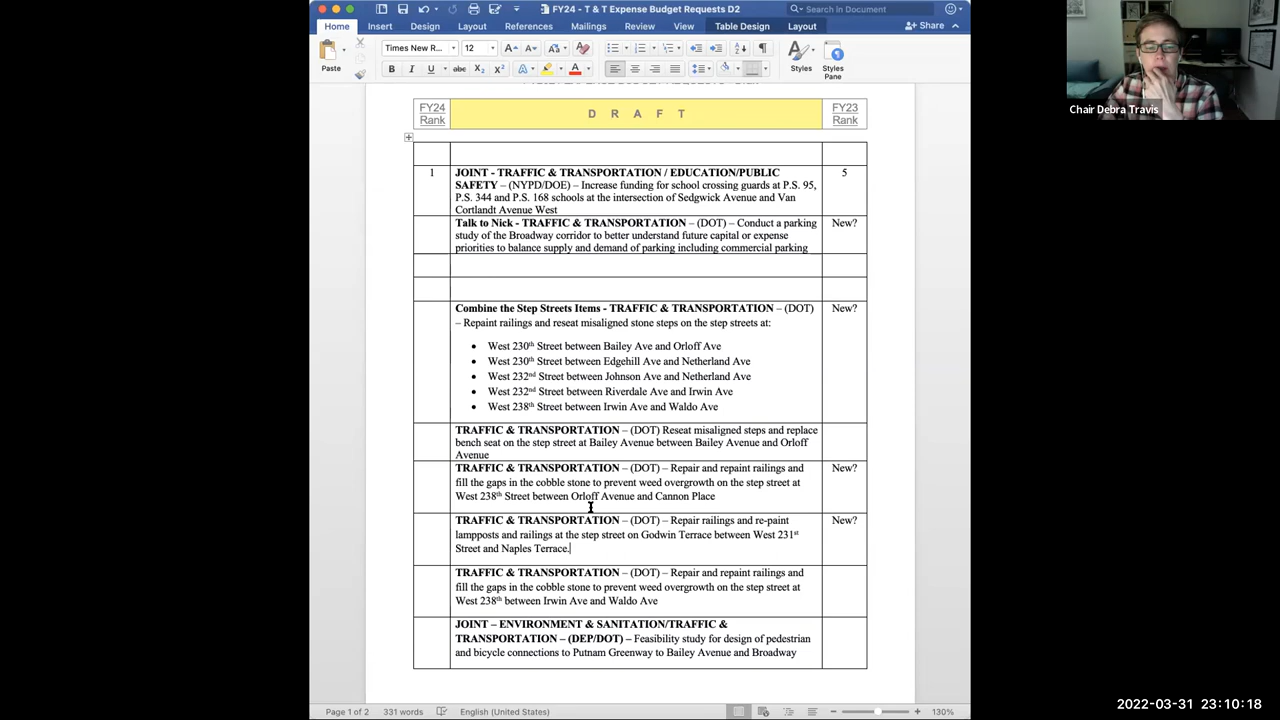 FY24 - T & T Expense Budget Requests D2
Search in Document
Home Insert Design Layout References Mailings Review View Table Design Layout Share
Paste Times New R... 12 Styles Styles Pane
FY24 Rank D R A F T FY23 Rank
1 JOINT - TRAFFIC & TRANSPORTATION / EDUCATION/PUBLIC 5
SAFETY – (NYPD/DOE) – Increase funding for school crossing guards at P.S. 95,
P.S. 344 and P.S. 168 schools at the intersection of Sedgwick Avenue and Van
Cortlandt Avenue West
Talk to Nick - TRAFFIC & TRANSPORTATION – (DOT) – Conduct a parking New?
study of the Broadway corridor to better understand future capital or expense
priorities to balance supply and demand of parking including commercial parking
Combine the Step Streets Items - TRAFFIC & TRANSPORTATION – (DOT) New?
– Repaint railings and reseat misaligned stone steps on the step streets at:
• West 230th Street between Bailey Ave and Orloff Ave
• West 230th Street between Edgehill Ave and Netherland Ave
• West 232nd Street between Johnson Ave and Netherland Ave
• West 232nd Street between Riverdale Ave and Irwin Ave
• West 238th Street between Irwin Ave and Waldo Ave
TRAFFIC & TRANSPORTATION – (DOT) Reseat misaligned steps and replace
bench seat on the step street at Bailey Avenue between Bailey Avenue and Orloff
Avenue
TRAFFIC & TRANSPORTATION – (DOT) – Repair and repaint railings and New?
fill the gaps in the cobble stone to prevent weed overgrowth on the step street at
West 238th Street between Orloff Avenue and Cannon Place
TRAFFIC & TRANSPORTATION – (DOT) – Repair railings and re-paint New?
lampposts and railings at the step street on Godwin Terrace between West 231st
Street and Naples Terrace.
TRAFFIC & TRANSPORTATION – (DOT) – Repair and repaint railings and
fill the gaps in the cobble stone to prevent weed overgrowth on the step street at
West 238th between Irwin Ave and Waldo Ave
JOINT – ENVIRONMENT & SANITATION/TRAFFIC &
TRANSPORTATION – (DEP/DOT) – Feasibility study for design of pedestrian
and bicycle connections to Putnam Greenway to Bailey Avenue and Broadway
Page 1 of 2 331 words English (United States) 130%
Chair Debra Travis
2022-03-31 23:10:18